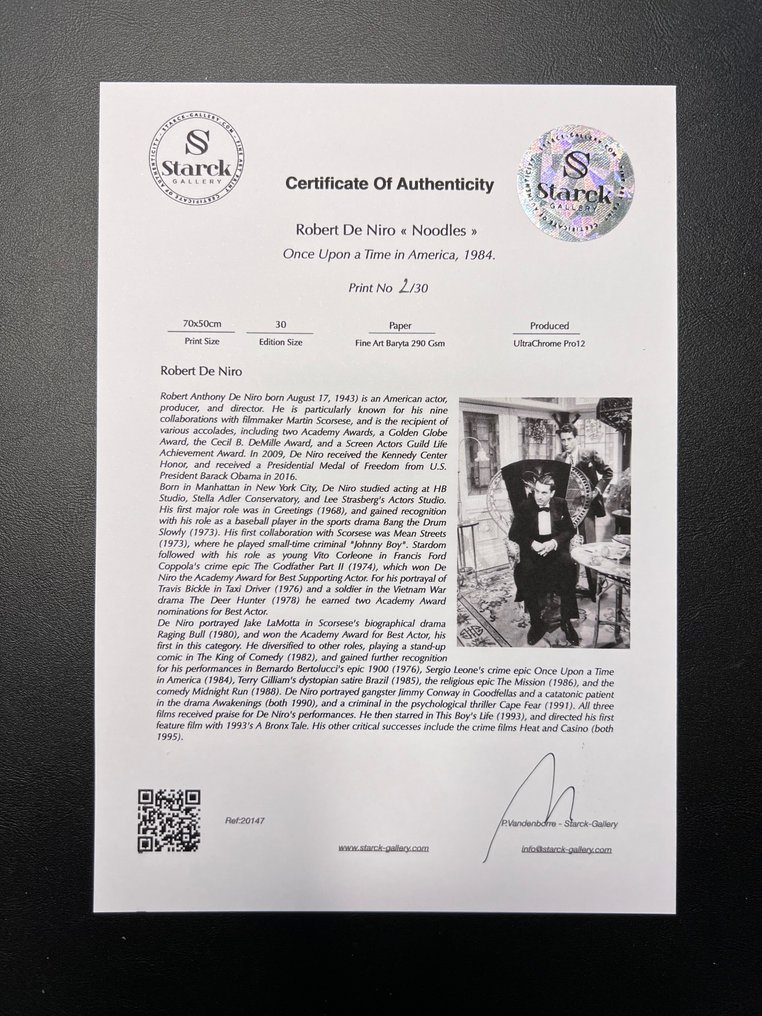 STARCK-GALLERY.COM - FINE ART PRINT - CERTIFICATE OF AUTHENTICITY
S
Starck
GALLERY
Starck
GALLERY
Certificate Of Authenticity
Robert De Niro « Noodles »
Once Upon a Time in America, 1984.
Print No 2/30
70x50cm 30 Paper Produced
Print Size Edition Size Fine Art Baryta 290 Gsm UltraChrome Pro12
Robert De Niro
Robert Anthony De Niro born August 17, 1943) is an American actor,
producer, and director. He is particularly known for his nine
collaborations with filmmaker Martin Scorsese, and is the recipient of
various accolades, including two Academy Awards, a Golden Globe
Award, the Cecil B. DeMille Award, and a Screen Actors Guild Life
Achievement Award. In 2009, De Niro received the Kennedy Center
Honor, and received a Presidential Medal of Freedom from U.S.
President Barack Obama in 2016.
Born in Manhattan in New York City, De Niro studied acting at HB
Studio, Stella Adler Conservatory, and Lee Strasberg's Actors Studio.
His first major role was in Greetings (1968), and gained recognition
with his role as a baseball player in the sports drama Bang the Drum
Slowly (1973). His first collaboration with Scorsese was Mean Streets
(1973), where he played small-time criminal "Johnny Boy". Stardom
followed with his role as young Vito Corleone in Francis Ford
Coppola's crime epic The Godfather Part II (1974), which won De
Niro the Academy Award for Best Supporting Actor. For his portrayal of
Travis Bickle in Taxi Driver (1976) and a soldier in the Vietnam War
drama The Deer Hunter (1978) he earned two Academy Award
nominations for Best Actor.
De Niro portrayed Jake LaMotta in Scorsese's biographical drama
Raging Bull (1980), and won the Academy Award for Best Actor, his
first in this category. He diversified to other roles, playing a stand-up
comic in The King of Comedy (1982), and gained further recognition
for his performances in Bernardo Bertolucci's epic 1900 (1976), Sergio Leone's crime epic Once Upon a Time
in America (1984), Terry Gilliam's dystopian satire Brazil (1985), the religious epic The Mission (1986), and the
comedy Midnight Run (1988). De Niro portrayed gangster Jimmy Conway in Goodfellas and a catatonic patient
in the drama Awakenings (both 1990), and a criminal in the psychological thriller Cape Fear (1991). All three
films received praise for De Niro's performances. He then starred in This Boy's Life (1993), and directed his first
feature film with 1993's A Bronx Tale. His other critical successes include the crime films Heat and Casino (both
1995).
Ref:20147
P.Vandenborre - Starck-Gallery
www.starck-gallery.com
info@starck-gallery.com